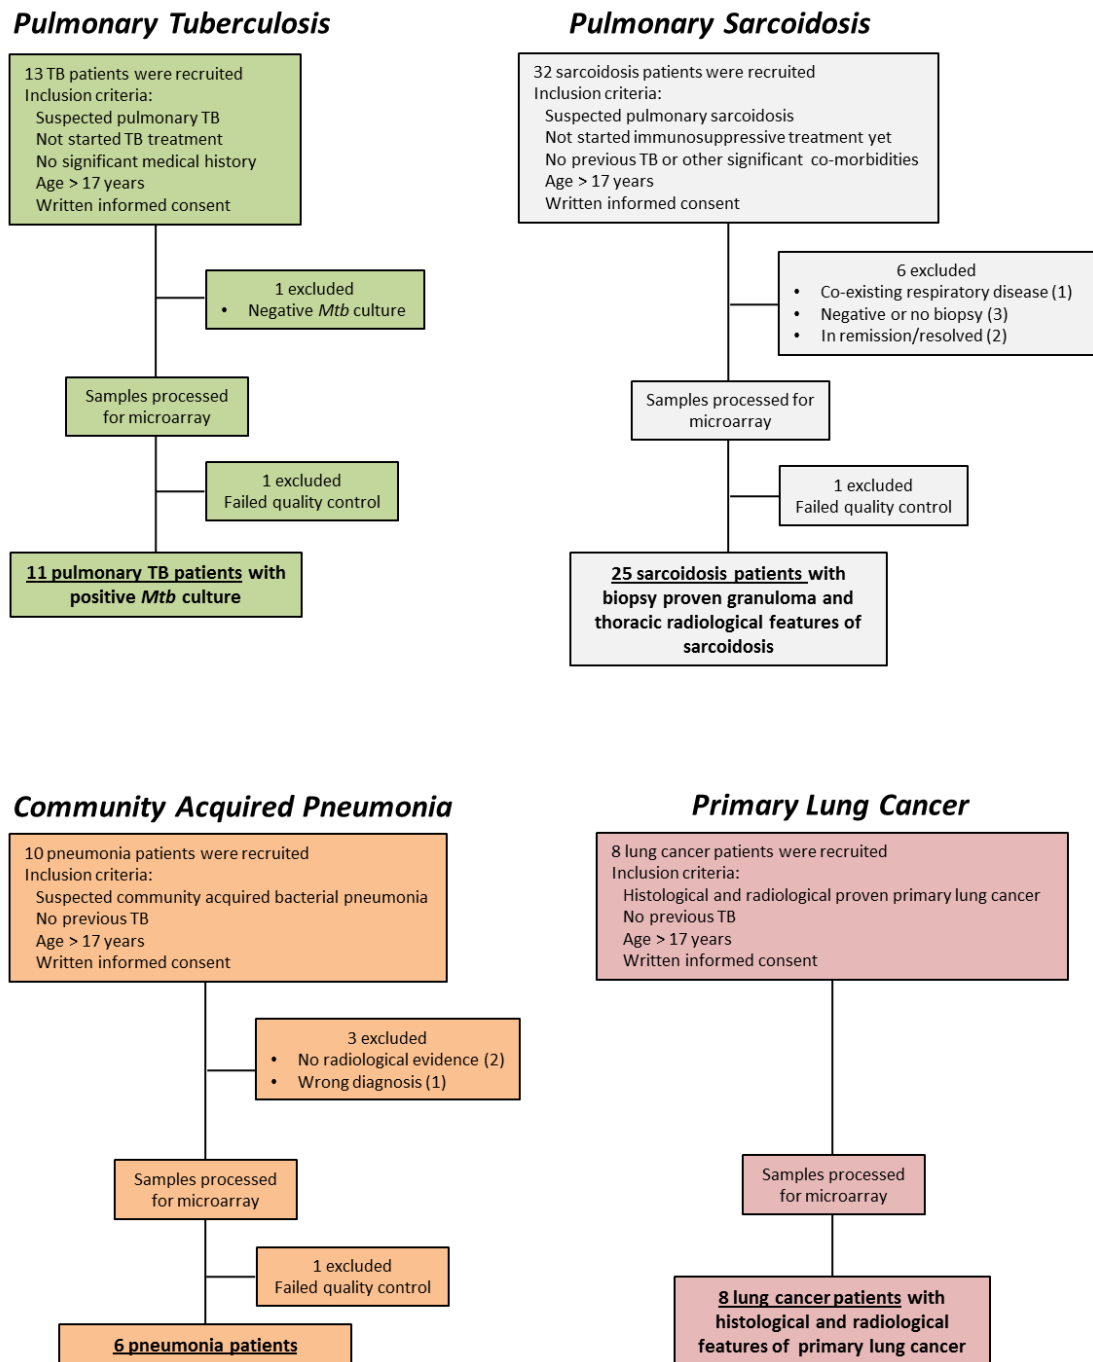 Pulmonary Tuberculosis
13 TB patients were recruited
Inclusion criteria:
Suspected pulmonary TB
Not started TB treatment
No significant medical history
Age > 17 years
Written informed consent
1 excluded
• Negative Mtb culture
Samples processed
for microarray
1 excluded
Failed quality control
11 pulmonary TB patients with
positive Mtb culture
Pulmonary Sarcoidosis
32 sarcoidosis patients were recruited
Inclusion criteria:
Suspected pulmonary sarcoidosis
Not started immunosuppressive treatment yet
No previous TB or other significant co-morbidities
Age > 17 years
Written informed consent
6 excluded
• Co-existing respiratory disease (1)
• Negative or no biopsy (3)
• In remission/resolved (2)
Samples processed for
microarray
1 excluded
Failed quality control
25 sarcoidosis patients with
biopsy proven granuloma and
thoracic radiological features of
sarcoidosis
Community Acquired Pneumonia
10 pneumonia patients were recruited
Inclusion criteria:
Suspected community acquired bacterial pneumonia
No previous TB
Age > 17 years
Written informed consent
3 excluded
• No radiological evidence (2)
• Wrong diagnosis (1)
Samples processed
for microarray
1 excluded
Failed quality control
6 pneumonia patients
Primary Lung Cancer
8 lung cancer patients were recruited
Inclusion criteria:
Histological and radiological proven primary lung cancer
No previous TB
Age > 17 years
Written informed consent
Samples processed
for microarray
8 lung cancer patients with
histological and radiological
features of primary lung cancer